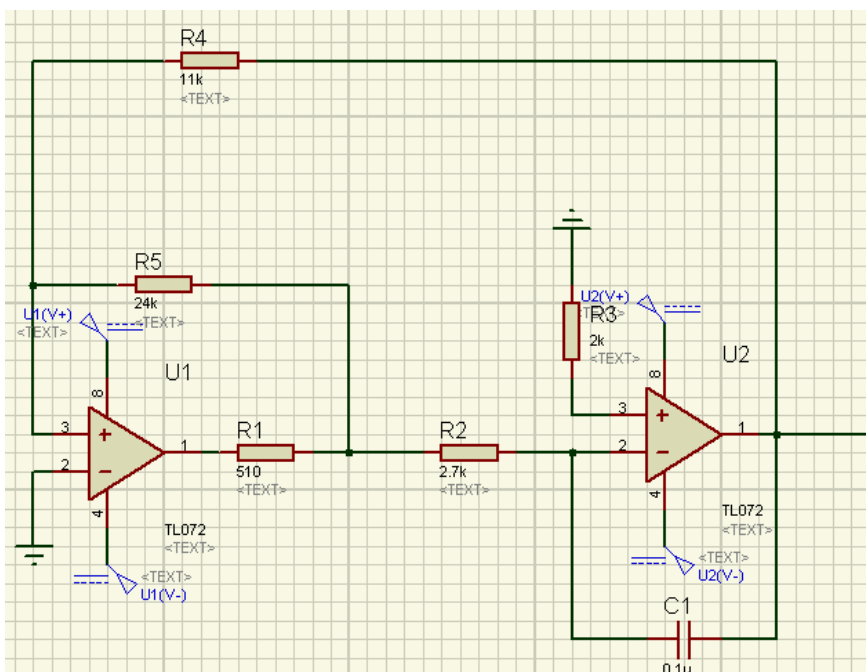 R4
11k
<TEXT>
R5
24k
<TEXT>
U1(V+)
<TEXT>
U1
8
3
2
1
4
TL072
<TEXT>
<TEXT>
U1(V-)
R1
510
<TEXT>
R2
2.7k
<TEXT>
U2(V+)
<TEXT>
R3
2k
<TEXT>
U2
8
3
2
1
4
TL072
<TEXT>
<TEXT>
U2(V-)
C1
0.1u